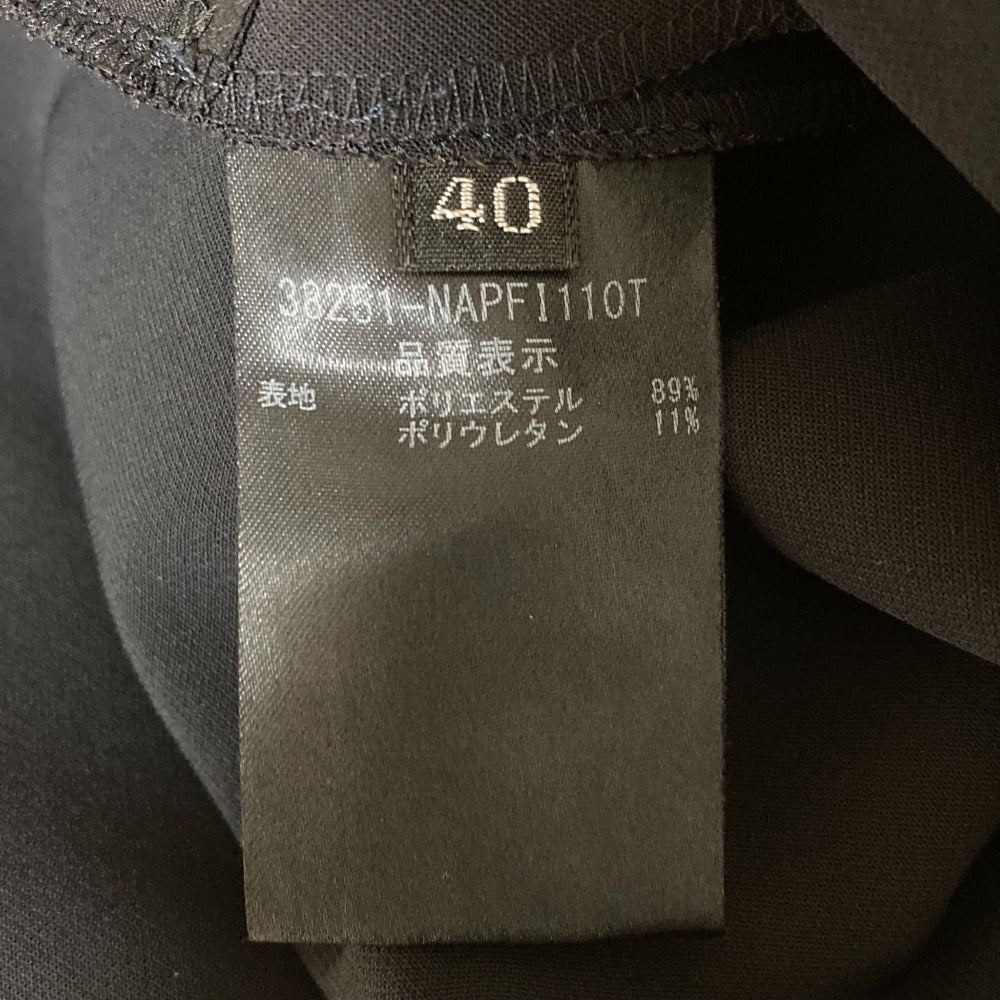 40
38251-NAPFI110T
品質表示
表地 ポリエステル 89%
ポリウレタン 11%